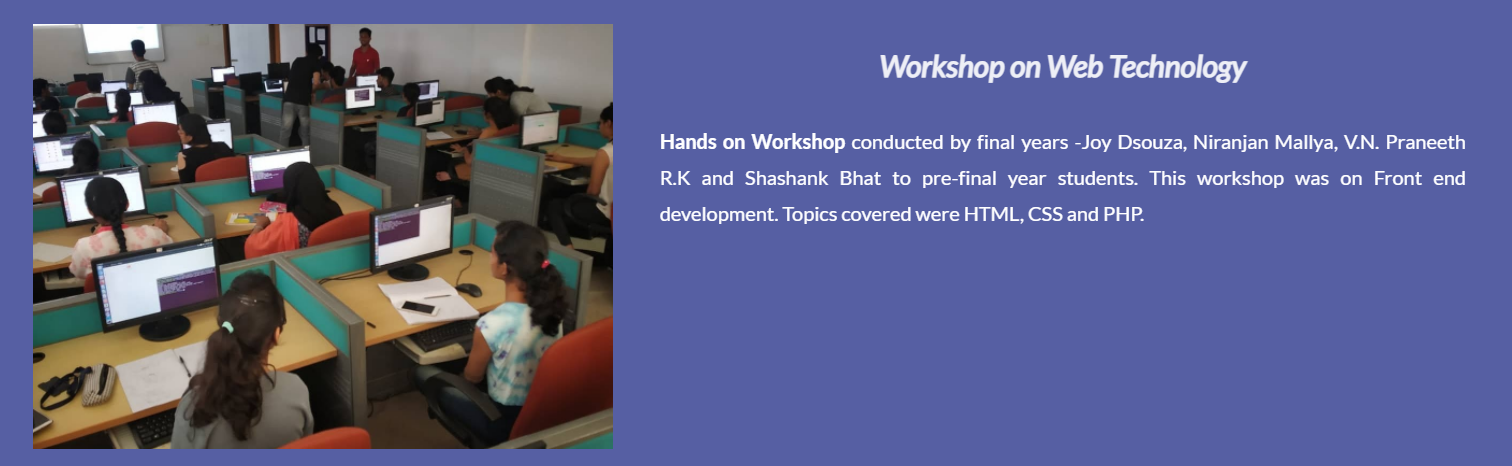 Workshop on Web Technology
Hands on Workshop conducted by final years -Joy Dsouza, Niranjan Mallya, V.N. Praneeth
R.K and Shashank Bhat to pre-final year students. This workshop was on Front end
development. Topics covered were HTML, CSS and PHP.